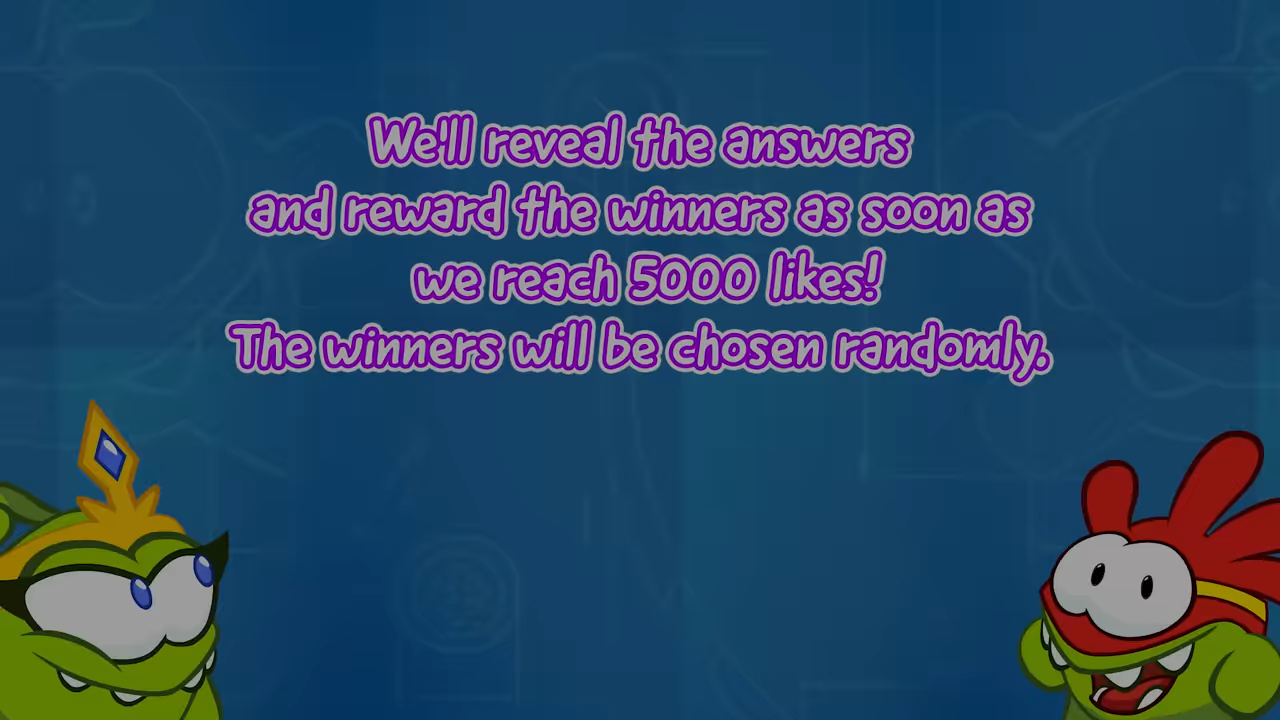 We'll reveal the answers
and reward the winners as soon as
we reach 5000 likes!
The winners will be chosen randomly.